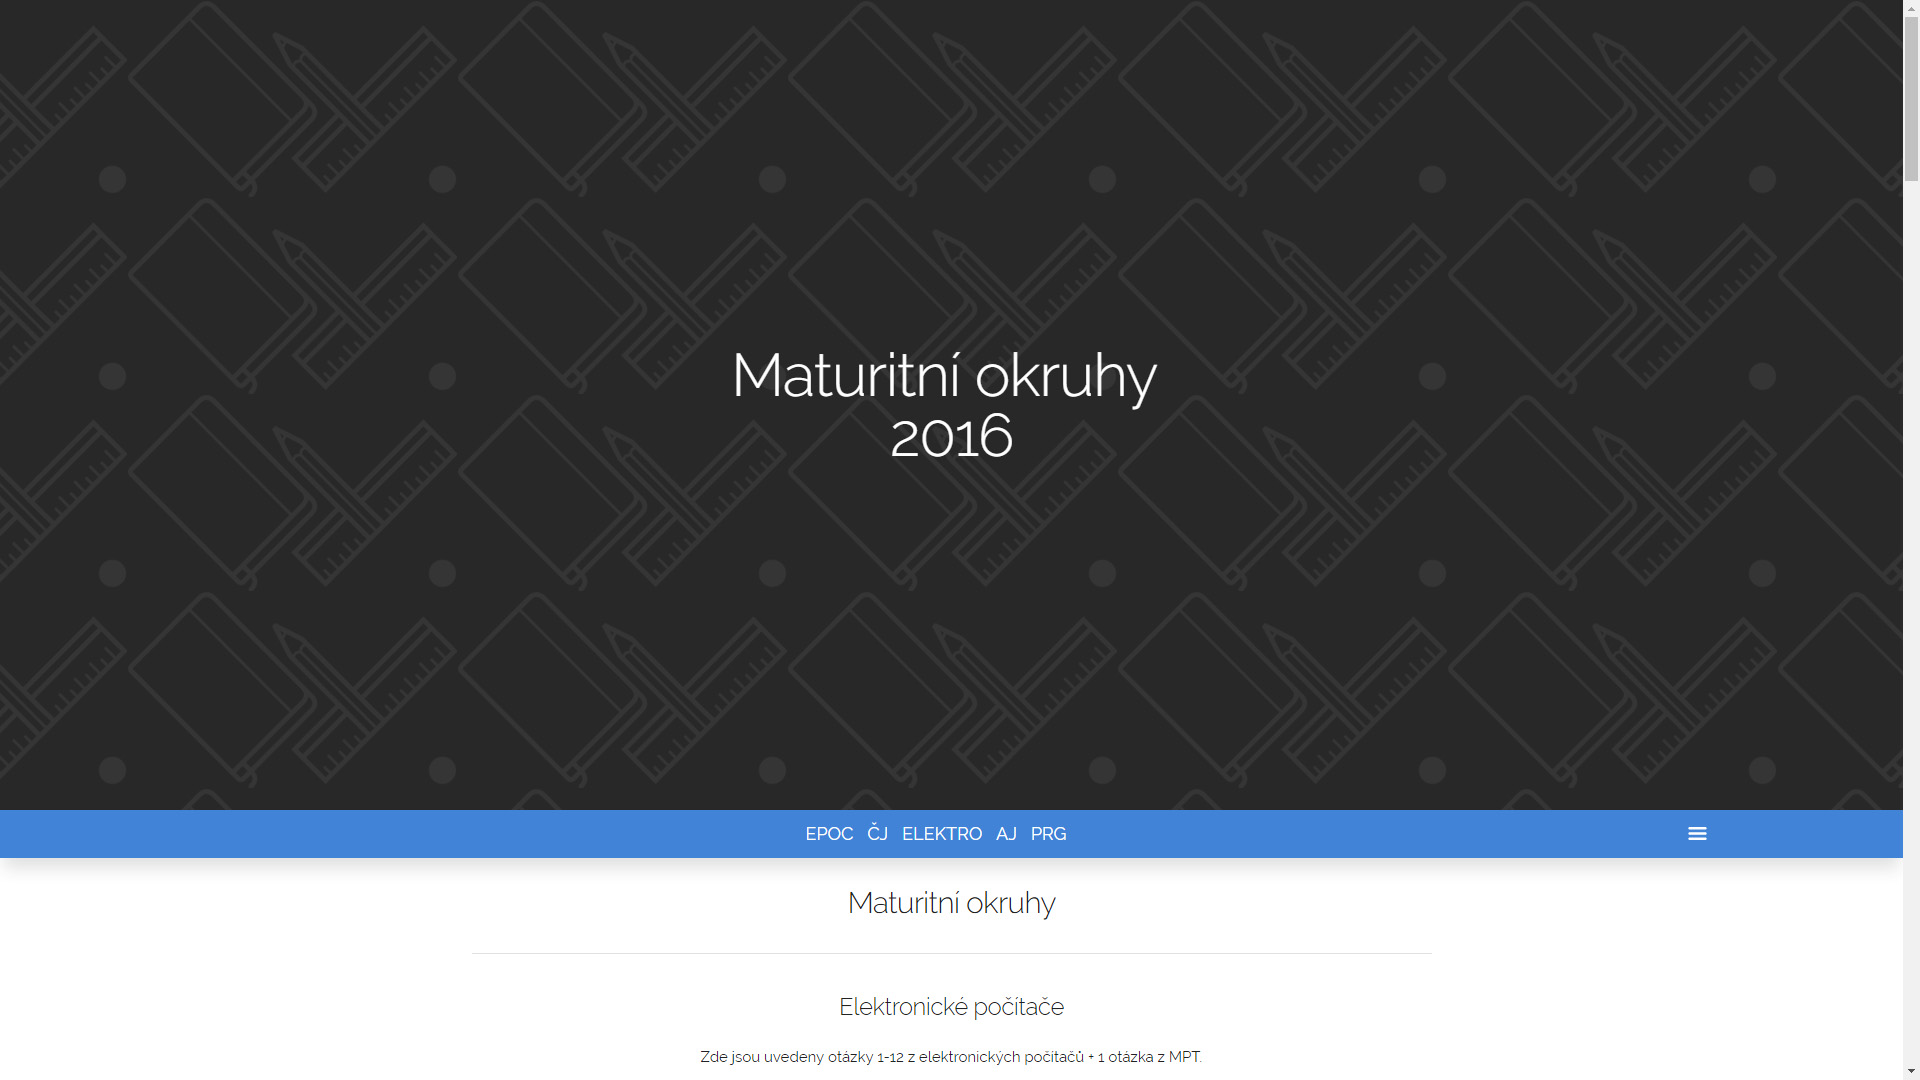 Maturitní okruhy
2016
EPOC ČJ ELEKTRO AJ PRG
Maturitní okruhy
Elektronické počítače
Zde jsou uvedeny otázky 1-12 z elektronických počítačů + 1 otázka z MPT.